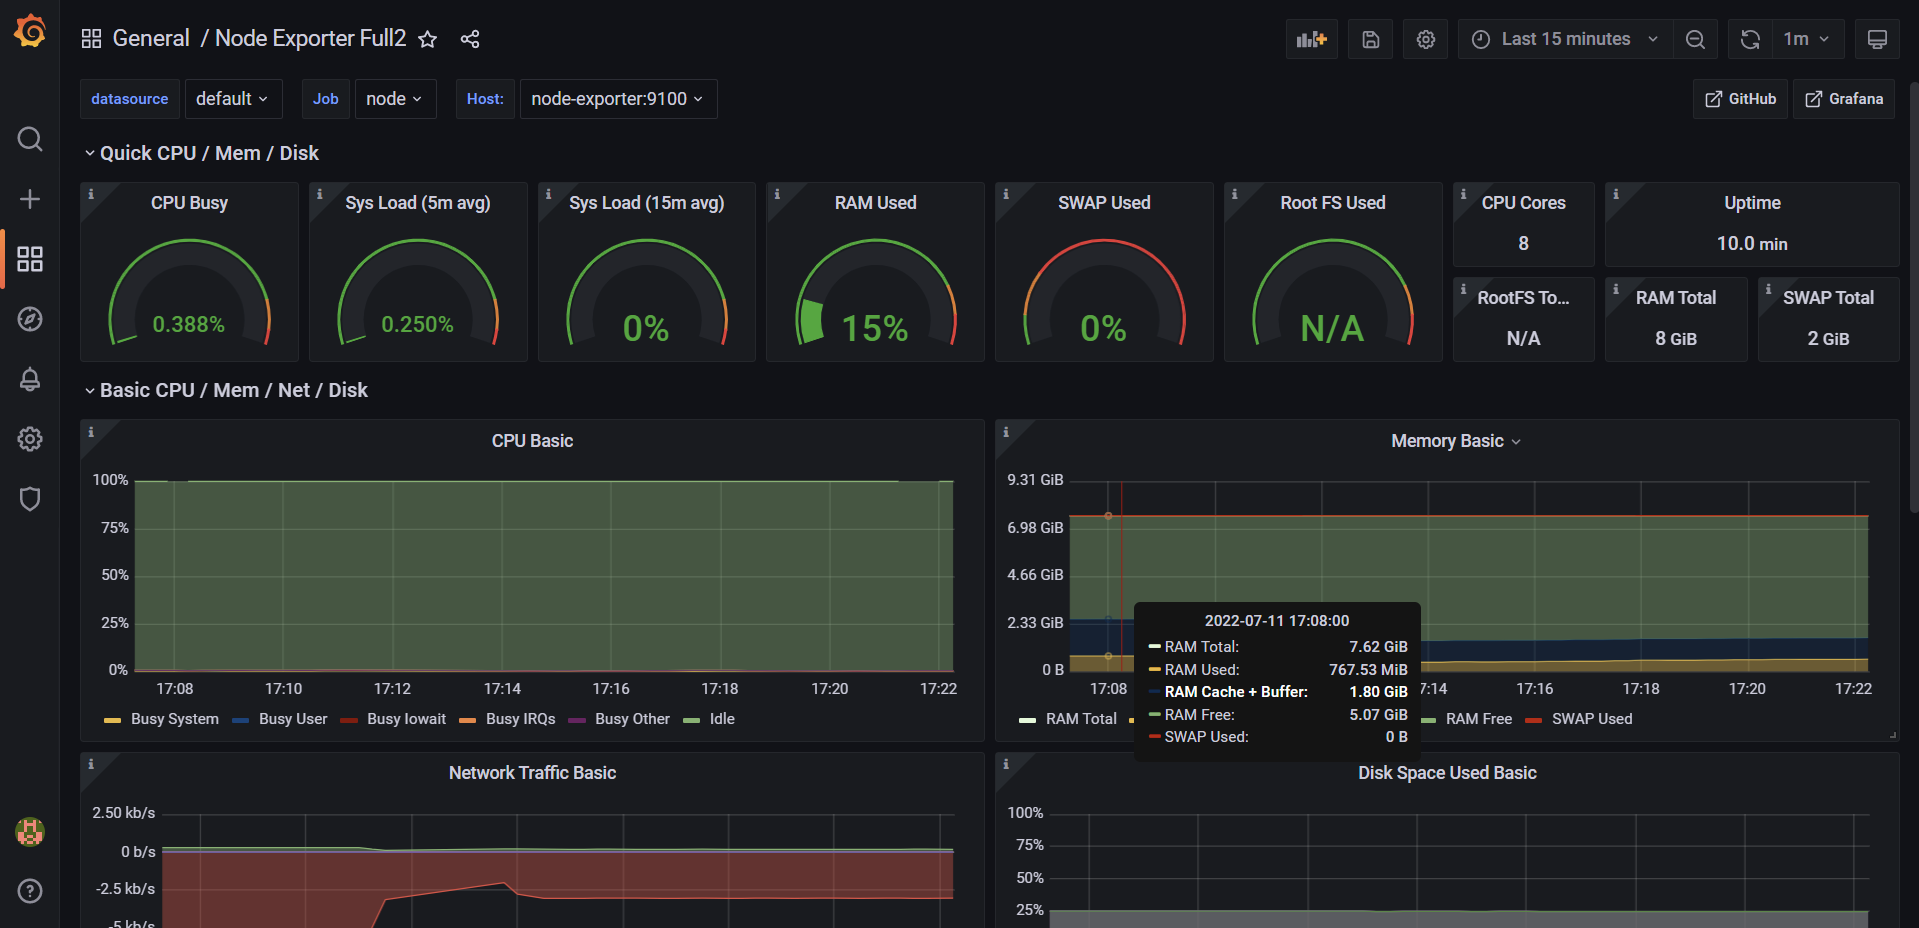 General / Node Exporter Full2
Last 15 minutes
1m
datasource default Job node Host: node-exporter:9100
GitHub Grafana
Quick CPU / Mem / Disk
CPU Busy
0.388%
Sys Load (5m avg)
0.250%
Sys Load (15m avg)
0%
RAM Used
15%
SWAP Used
0%
Root FS Used
N/A
CPU Cores
8
Uptime
10.0 min
RootFS To...
N/A
RAM Total
8 GiB
SWAP Total
2 GiB
Basic CPU / Mem / Net / Disk
CPU Basic
100%
75%
50%
25%
0%
17:08 17:10 17:12 17:14 17:16 17:18 17:20 17:22
Busy System Busy User Busy Iowait Busy IRQs Busy Other Idle
Memory Basic
9.31 GiB
6.98 GiB
4.66 GiB
2.33 GiB
0 B
17:08 7:14 17:16 17:18 17:20 17:22
RAM Total RAM Free SWAP Used
2022-07-11 17:08:00
RAM Total: 7.62 GiB
RAM Used: 767.53 MiB
RAM Cache + Buffer: 1.80 GiB
RAM Free: 5.07 GiB
SWAP Used: 0 B
Network Traffic Basic
2.50 kb/s
0 b/s
-2.5 kb/s
-5 kb/s
Disk Space Used Basic
100%
75%
50%
25%